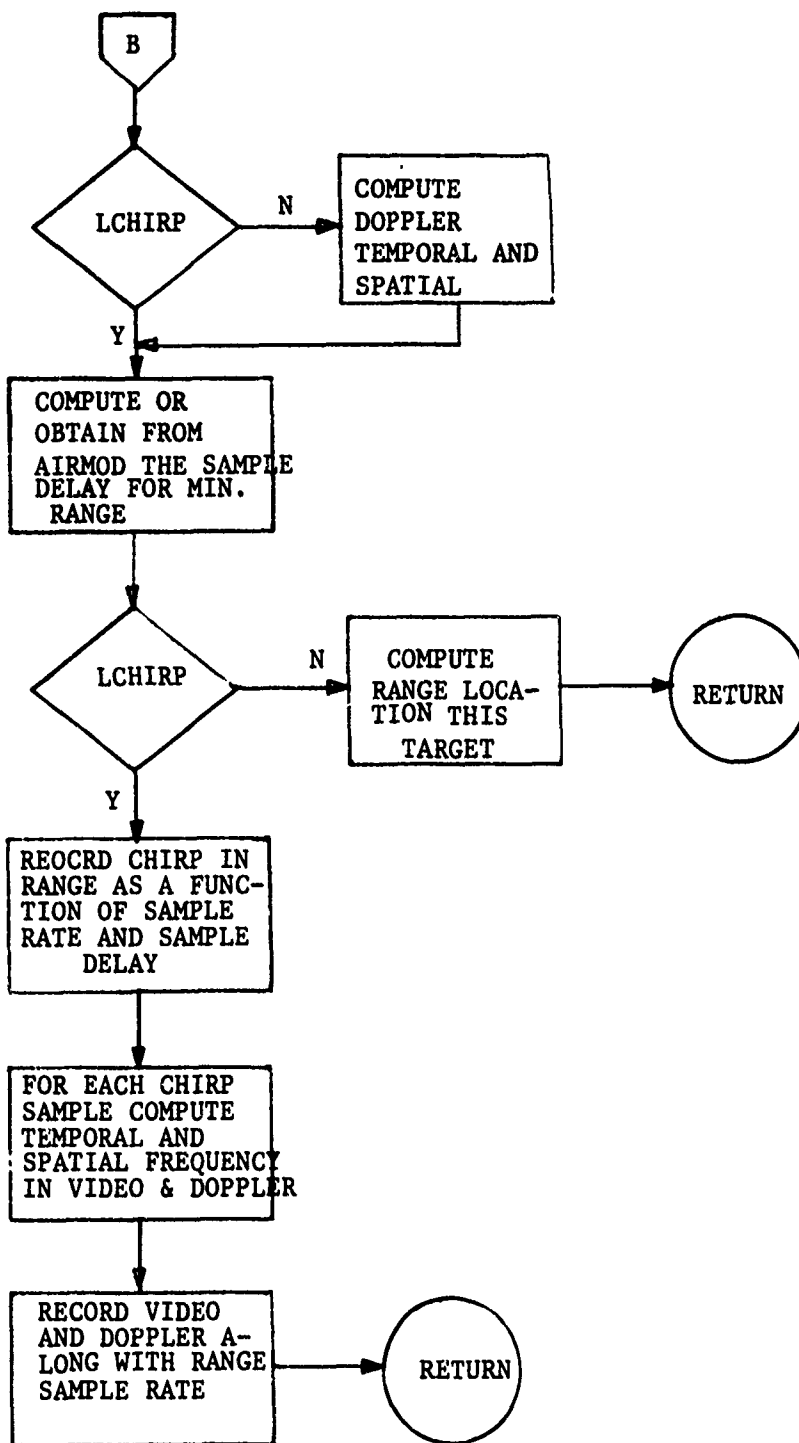 B
LCHIRP
N
COMPUTE
DOPPLER
TEMPORAL AND
SPATIAL
Y
COMPUTE OR
OBTAIN FROM
AIRMOD THE SAMPLE
DELAY FOR MIN.
RANGE
LCHIRP
N
COMPUTE
RANGE LOCA-
TION THIS
TARGET
RETURN
Y
REOCRD CHIRP IN
RANGE AS A FUNC-
TION OF SAMPLE
RATE AND SAMPLE
DELAY
FOR EACH CHIRP
SAMPLE COMPUTE
TEMPORAL AND
SPATIAL FREQUENCY
IN VIDEO & DOPPLER
RECORD VIDEO
AND DOPPLER A-
LONG WITH RANGE
SAMPLE RATE
RETURN